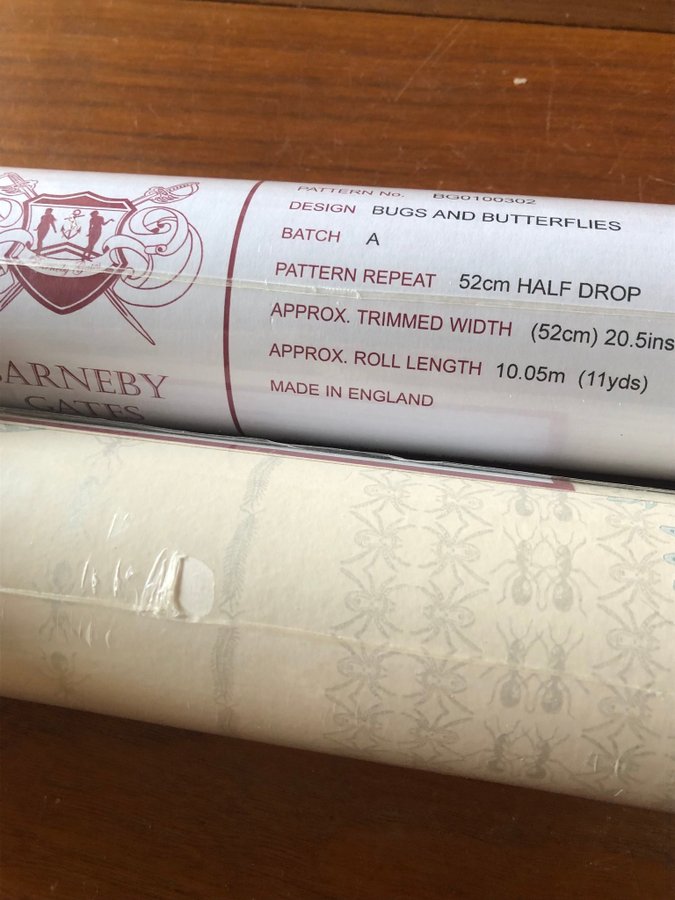 PATTERN No. BG0100302
DESIGN BUGS AND BUTTERFLIES
BATCH A
PATTERN REPEAT 52cm HALF DROP
APPROX. TRIMMED WIDTH (52cm) 20.5ins
APPROX. ROLL LENGTH 10.05m (11yds)
MADE IN ENGLAND
ARNEBY
GATES